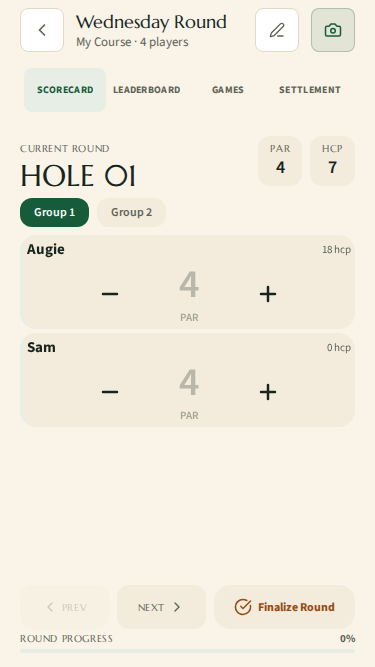 Wednesday Round
My Course · 4 players
SCORECARD
LEADERBOARD
GAMES
SETTLEMENT
CURRENT ROUND
HOLE 01
PAR
4
HCP
7
Group 1
Group 2
Augie
18 hcp
4
PAR
Sam
0 hcp
4
PAR
PREV
NEXT
Finalize Round
ROUND PROGRESS
0%